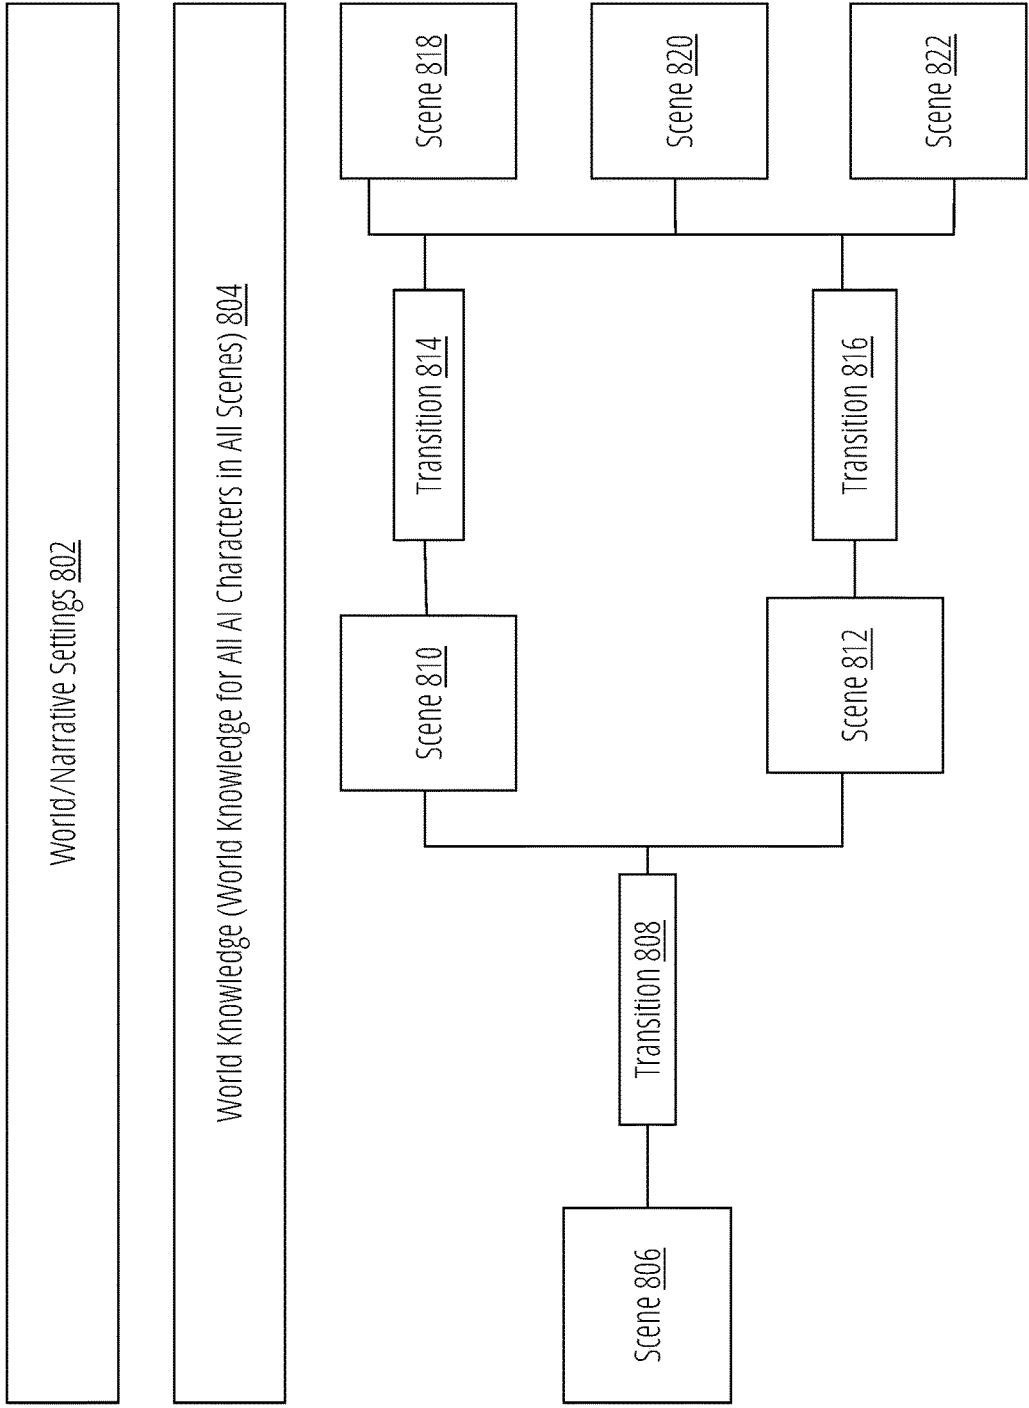 World/Narrative Settings 802
World Knowledge (World Knowledge for All AI Characters in All Scenes) 804
Scene 806
Transition 808
Scene 810
Scene 812
Transition 814
Transition 816
Scene 818
Scene 820
Scene 822